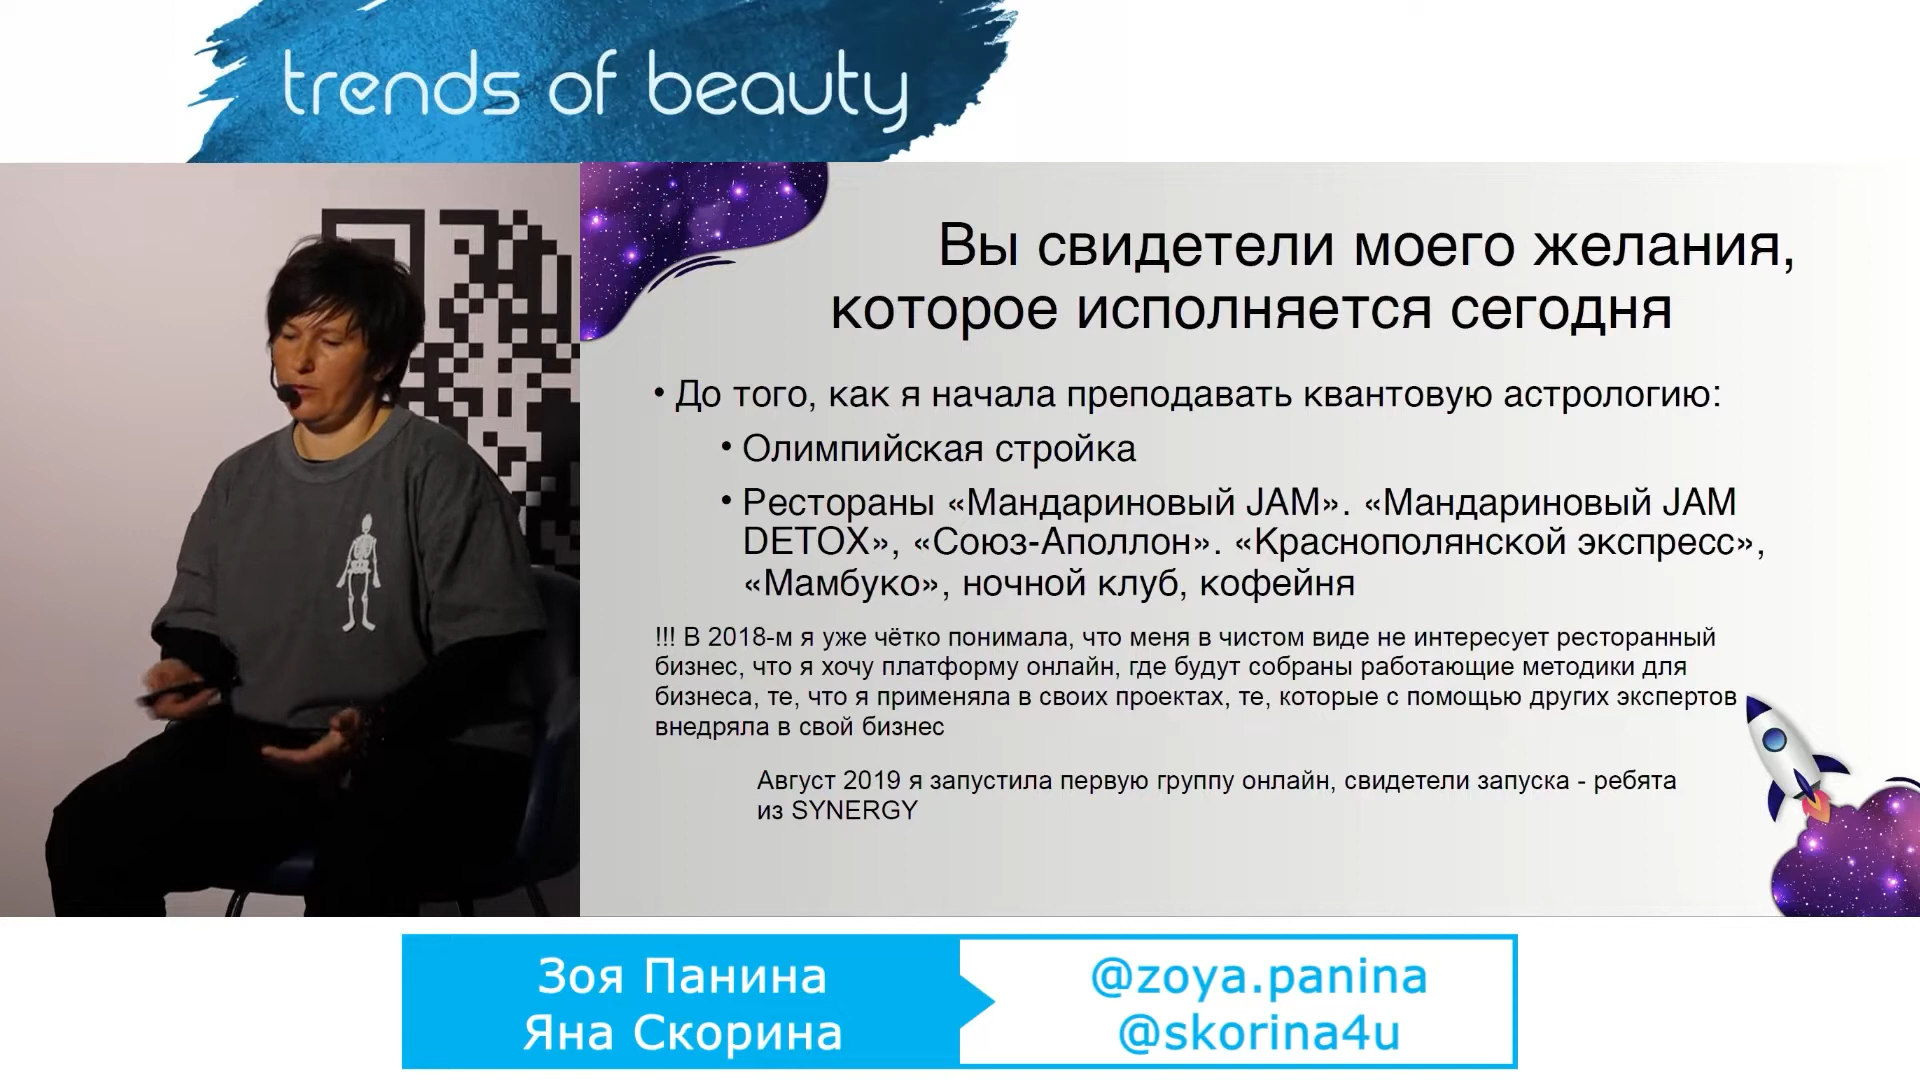 trends of beauty
Вы свидетели моего желания,
которое исполняется сегодня
• До того, как я начала преподавать квантовую астрологию:
• Олимпийская стройка
• Рестораны «Мандариновый JAM». «Мандариновый JAM
DETOX», «Союз-Аполлон». «Краснополянской экспресс»,
«Мамбуко», ночной клуб, кофейня
!!! В 2018-м я уже чётко понимала, что меня в чистом виде не интересует ресторанный
бизнес, что я хочу платформу онлайн, где будут собраны работающие методики для
бизнеса, те, что я применяла в своих проектах, те, которые с помощью других экспертов
внедряла в свой бизнес
Август 2019 я запустила первую группу онлайн, свидетели запуска - ребята
из SYNERGY
Зоя Панина
Яна Скорина
@zoya.panina
@skorina4u